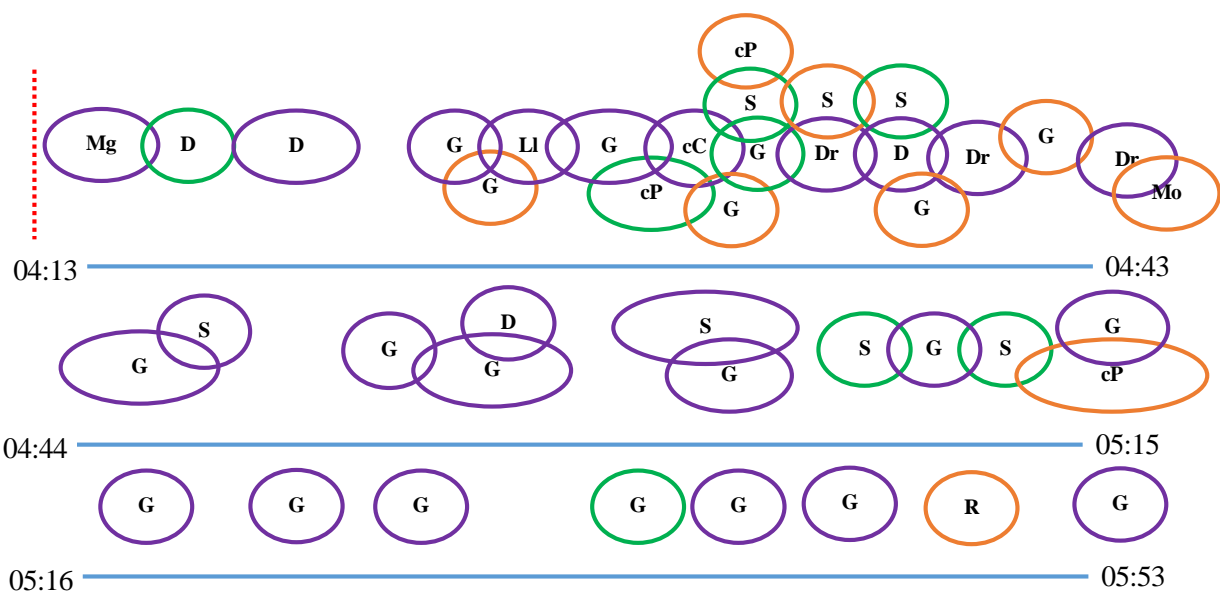 cP
S S S
Mg D D G Ll G cC G Dr D Dr G Dr
G cP G G Mo
04:13 04:43
S G D G G S G S G S G cP
04:44 05:15
G G G G G G R G
05:16 05:53